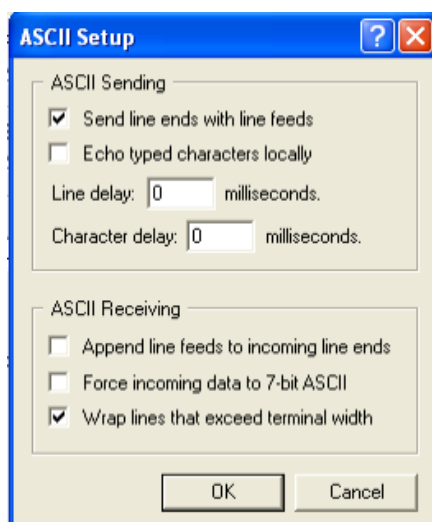 ASCII Setup
ASCII Sending
Send line ends with line feeds
Echo typed characters locally
Line delay: 0 milliseconds.
Character delay: 0 milliseconds.
ASCII Receiving
Append line feeds to incoming line ends
Force incoming data to 7-bit ASCII
Wrap lines that exceed terminal width
OK Cancel